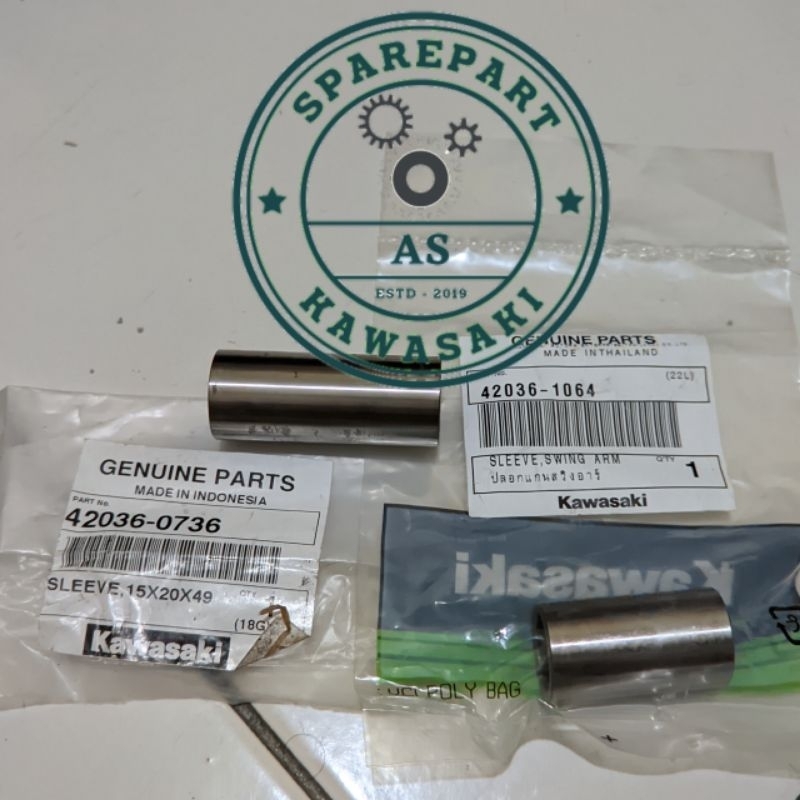 SPAREPART
AS
ESTD - 2019
KAWASAKI
GENUINE PARTS
MADE IN THAILAND
42036-1064
(22L)
SLEEVE,SWING ARM
Q'TY
1
ปลอกแกนสวิงอาร์
Kawasaki
GENUINE PARTS
MADE IN INDONESIA
PART No.
42036-0736
SLEEVE,15X20X49
Q'TY
(18G)
Kawasaki
Kawasaki
POLY BAG